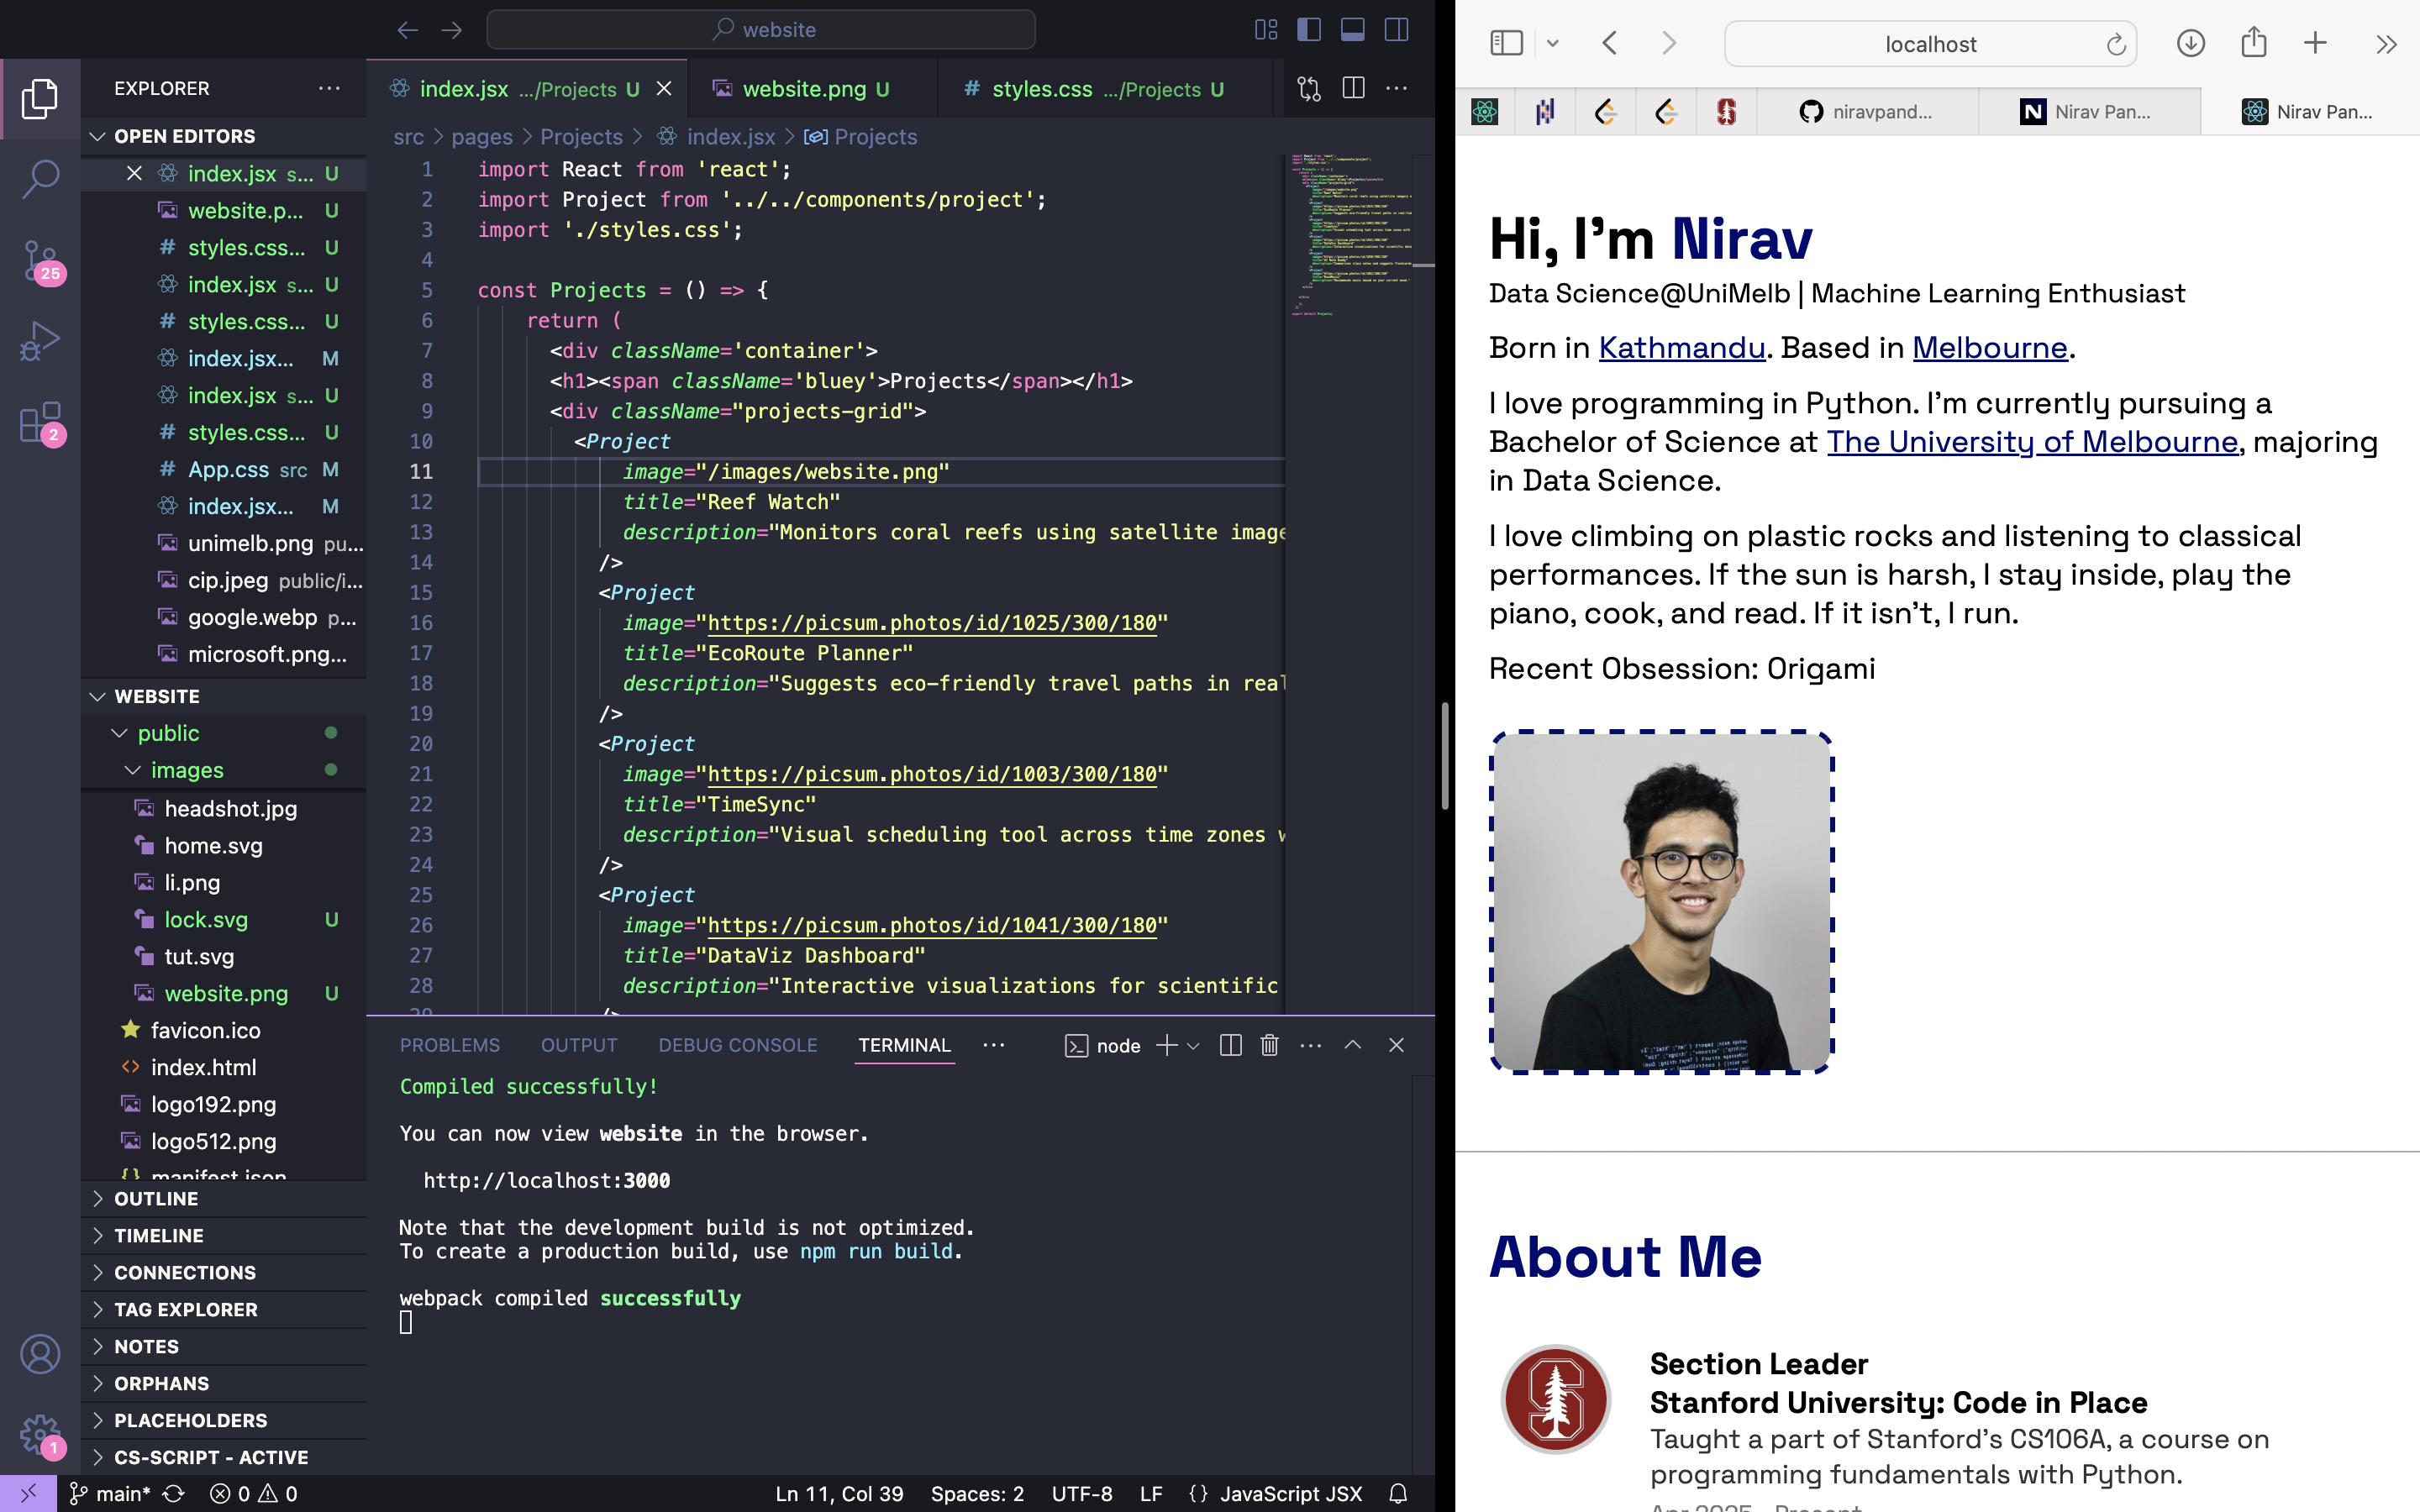 website
EXPLORER
OPEN EDITORS
index.jsx s... U
website.p... U
styles.css... U
index.jsx s... U
styles.css... U
index.jsx... M
index.jsx s... U
styles.css... U
App.css src M
index.jsx... M
unimelb.png pu...
cip.jpeg public/i...
google.webp p...
microsoft.png...
WEBSITE
public
images
headshot.jpg
home.svg
li.png
lock.svg U
tut.svg
website.png U
favicon.ico
index.html
logo192.png
logo512.png
manifest.json
OUTLINE
TIMELINE
CONNECTIONS
TAG EXPLORER
NOTES
ORPHANS
PLACEHOLDERS
CS-SCRIPT - ACTIVE
25
2
1
index.jsx .../Projects U
website.png U
# styles.css .../Projects U
src > pages > Projects > index.jsx > Projects
1 import React from 'react';
2 import Project from '../../components/project';
3 import './styles.css';
4
5 const Projects = () => {
6 return (
7 <div className='container'>
8 <h1><span className='bluey'>Projects</span></h1>
9 <div className="projects-grid">
10 <Project
11 image="/images/website.png"
12 title="Reef Watch"
13 description="Monitors coral reefs using satellite image
14 />
15 <Project
16 image="https://picsum.photos/id/1025/300/180"
17 title="EcoRoute Planner"
18 description="Suggests eco-friendly travel paths in real
19 />
20 <Project
21 image="https://picsum.photos/id/1003/300/180"
22 title="TimeSync"
23 description="Visual scheduling tool across time zones w
24 />
25 <Project
26 image="https://picsum.photos/id/1041/300/180"
27 title="DataViz Dashboard"
28 description="Interactive visualizations for scientific
29 />
PROBLEMS OUTPUT DEBUG CONSOLE TERMINAL ... node
Compiled successfully!
You can now view website in the browser.
http://localhost:3000
Note that the development build is not optimized.
To create a production build, use npm run build.
webpack compiled successfully
main* 0 0 Ln 11, Col 39 Spaces: 2 UTF-8 LF {} JavaScript JSX
localhost
niravpand...
N Nirav Pan...
Nirav Pan...
Hi, I'm Nirav
Data Science@UniMelb | Machine Learning Enthusiast
Born in Kathmandu. Based in Melbourne.
I love programming in Python. I'm currently pursuing a
Bachelor of Science at The University of Melbourne, majoring
in Data Science.
I love climbing on plastic rocks and listening to classical
performances. If the sun is harsh, I stay inside, play the
piano, cook, and read. If it isn't, I run.
Recent Obsession: Origami
About Me
S
Section Leader
Stanford University: Code in Place
Taught a part of Stanford's CS106A, a course on
programming fundamentals with Python.
Apr 2025 - Present